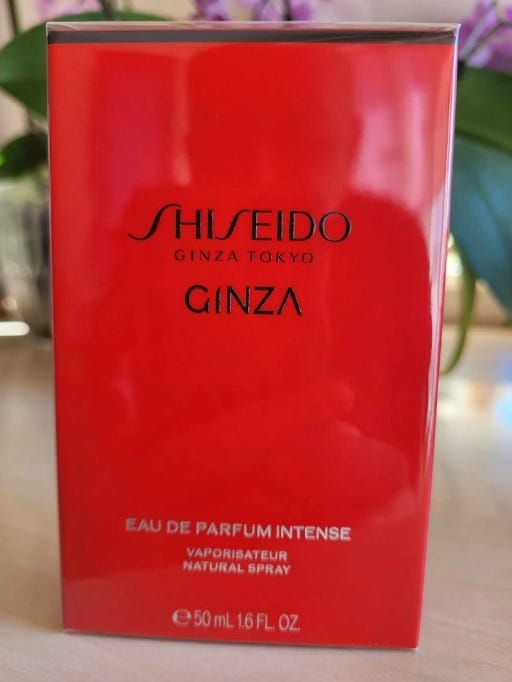 SHISEIDO
GINZA TOKYO
GINZA
EAU DE PARFUM INTENSE
VAPORISATEUR
NATURAL SPRAY
℮50 mL 1.6 FL. OZ.